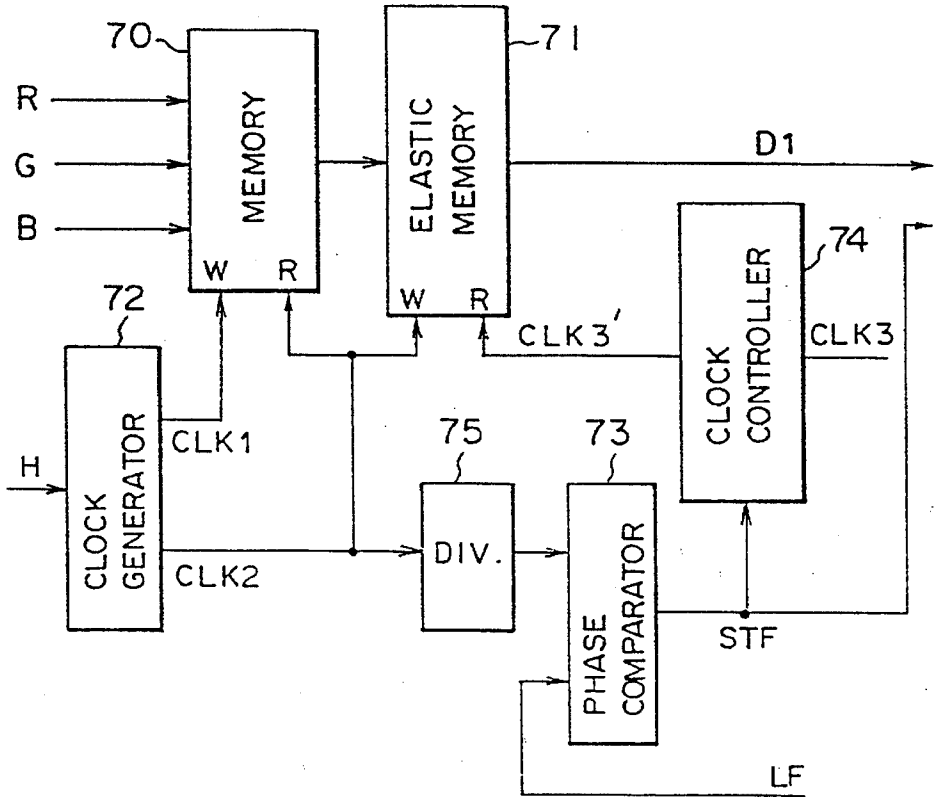 70
71
R
G
B
MEMORY
W R
ELASTIC
MEMORY
W R
D1
74
CLOCK
CONTROLLER
CLK3'
CLK3
72
H
CLOCK
GENERATOR
CLK1
CLK2
75
DIV.
73
PHASE
COMPARATOR
STF
LF